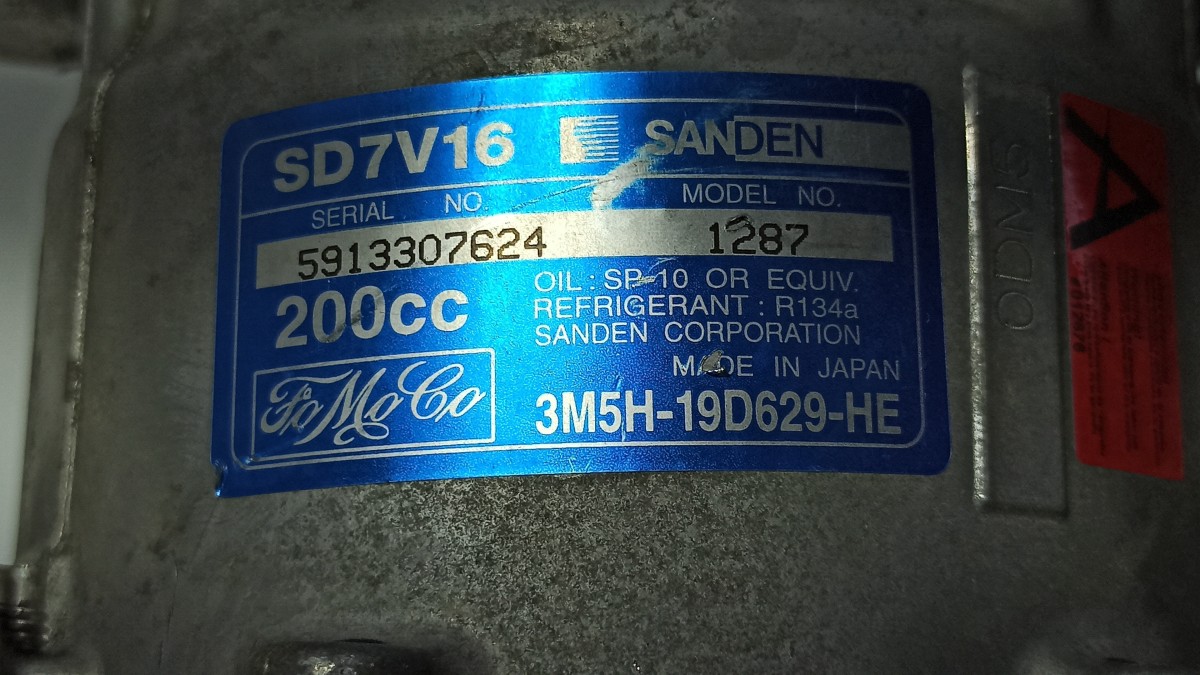 SD7V16 SANDEN
SERIAL NO. MODEL NO.
5913307624 1287
200cc
OIL : SP-10 OR EQUIV.
REFRIGERANT : R134a
SANDEN CORPORATION
MADE IN JAPAN
FoMoCo
3M5H-19D629-HE
A